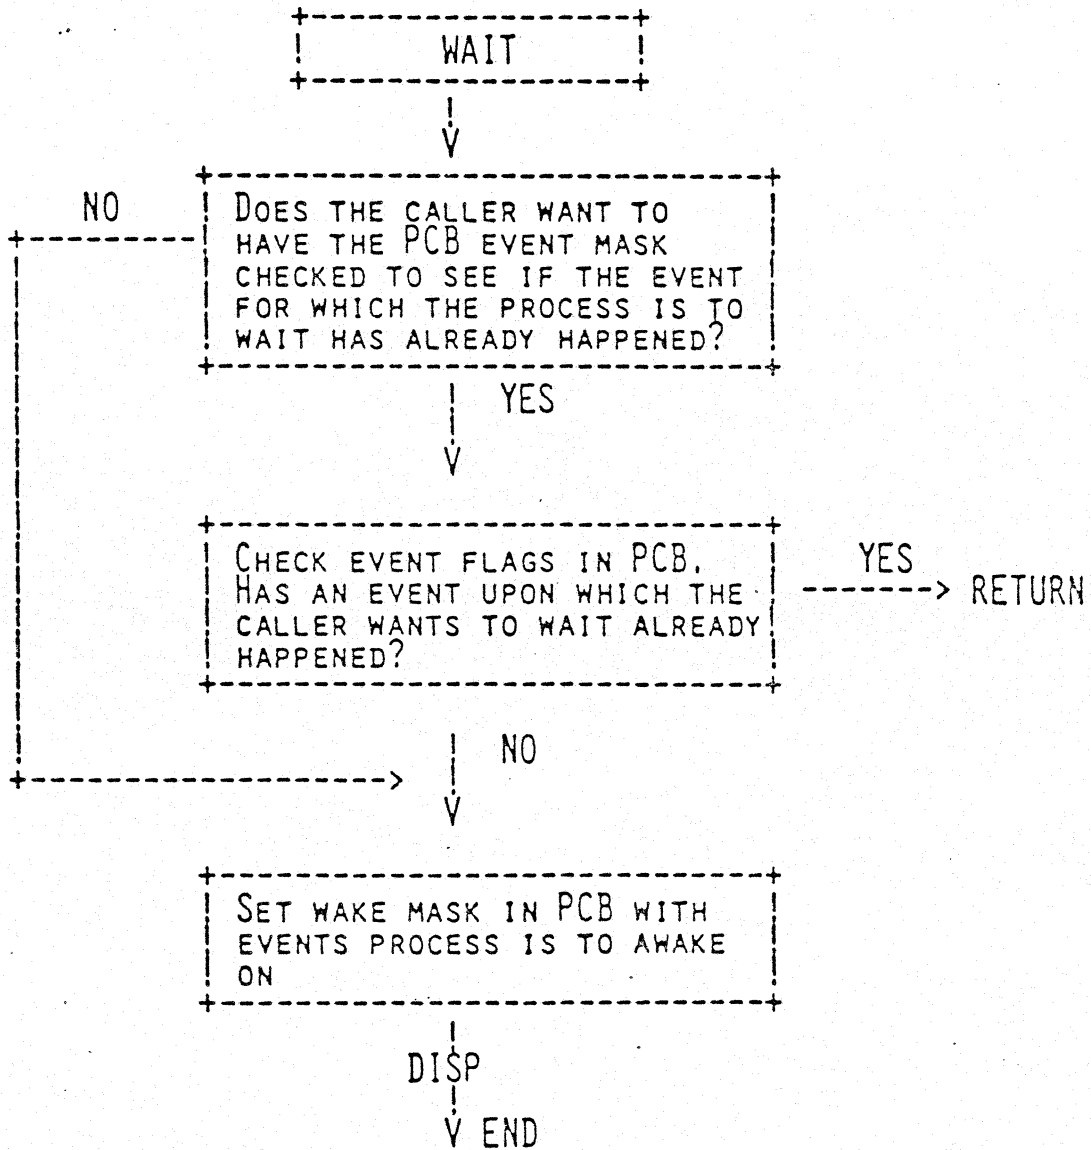 WAIT
NO
DOES THE CALLER WANT TO
HAVE THE PCB EVENT MASK
CHECKED TO SEE IF THE EVENT
FOR WHICH THE PROCESS IS TO
WAIT HAS ALREADY HAPPENED?
YES
CHECK EVENT FLAGS IN PCB.
HAS AN EVENT UPON WHICH THE
CALLER WANTS TO WAIT ALREADY
HAPPENED?
YES
RETURN
NO
SET WAKE MASK IN PCB WITH
EVENTS PROCESS IS TO AWAKE
ON
DISP
END